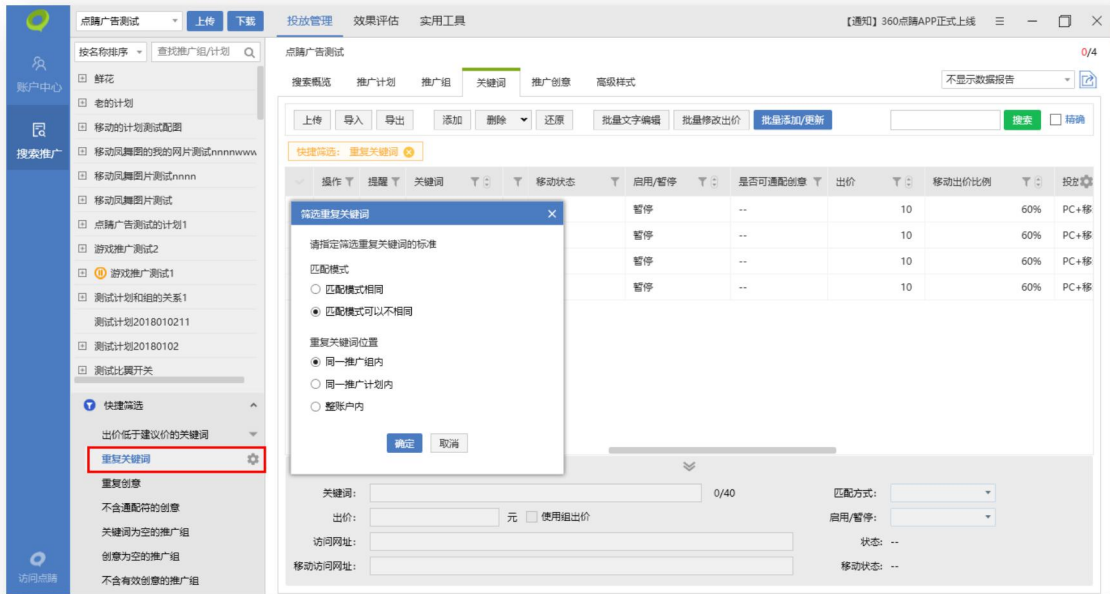 点睛广告测试 上传 下载 投放管理 效果评估 实用工具 【通知】360点睛APP正式上线
账户中心
搜索推广
访问点睛
按名称排序 查找推广组/计划
鲜花
老的计划
移动的计划测试配图
移动凤舞图的我的网片测试nnnnwww
移动凤舞图片测试nnnn
移动凤舞图片测试
点睛广告测试的计划1
游戏推广测试2
游戏推广测试1
测试计划和组的关系1
测试计划2018010211
测试计划20180102
测试比翼开关
快捷筛选
出价低于建议价的关键词
重复关键词
重复创意
不含通配符的创意
关键词为空的推广组
创意为空的推广组
不含有效创意的推广组
点睛广告测试 0/4
搜索概览 推广计划 推广组 关键词 推广创意 高级样式 不显示数据报告
上传 导入 导出 添加 删除 还原 批量文字编辑 批量修改出价 批量添加/更新 搜索 精确
快捷筛选: 重复关键词
操作 提醒 关键词 移动状态 启用/暂停 是否可通配创意 出价 移动出价比例
暂停 -- 10 60% PC+移
暂停 -- 10 60% PC+移
暂停 -- 10 60% PC+移
暂停 -- 10 60% PC+移
筛选重复关键词
请指定筛选重复关键词的标准
匹配模式
匹配模式相同
匹配模式可以不相同
重复关键词位置
同一推广组内
同一推广计划内
整账户内
确定 取消
关键词: 0/40 匹配方式:
出价: 元 使用组出价 启用/暂停:
访问网址: 状态: --
移动访问网址: 移动状态: --